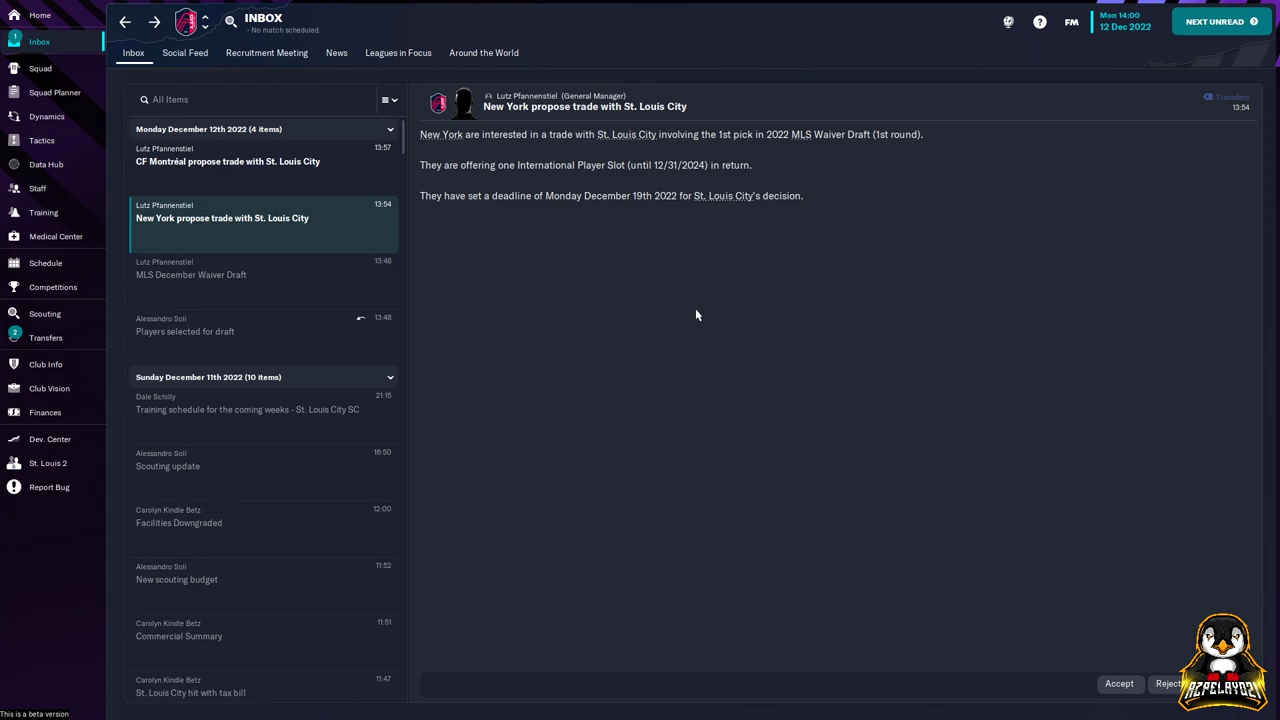 Home
INBOX
- No match scheduled.
FM
Mon 14:00
12 Dec 2022
NEXT UNREAD
1
Inbox
Squad
Squad Planner
Dynamics
Tactics
Data Hub
Staff
Training
Medical Center
Schedule
Competitions
Scouting
2
Transfers
Club Info
Club Vision
Finances
Dev. Center
St. Louis 2
Report Bug
This is a beta version
Inbox Social Feed Recruitment Meeting News Leagues in Focus Around the World
All Items
Monday December 12th 2022 (4 items)
Lutz Pfannenstiel 13:57
CF Montréal propose trade with St. Louis City
Lutz Pfannenstiel 13:54
New York propose trade with St. Louis City
Lutz Pfannenstiel 13:48
MLS December Waiver Draft
Alessandro Soli 13:48
Players selected for draft
Sunday December 11th 2022 (10 items)
Dale Schilly 21:15
Training schedule for the coming weeks - St. Louis City SC
Alessandro Soli 16:50
Scouting update
Carolyn Kindle Betz 12:00
Facilities Downgraded
Alessandro Soli 11:52
New scouting budget
Carolyn Kindle Betz 11:51
Commercial Summary
Carolyn Kindle Betz 11:47
St. Louis City hit with tax bill
Lutz Pfannenstiel (General Manager)
New York propose trade with St. Louis City
Transfers
13:54
New York are interested in a trade with St. Louis City involving the 1st pick in 2022 MLS Waiver Draft (1st round).
They are offering one International Player Slot (until 12/31/2024) in return.
They have set a deadline of Monday December 19th 2022 for St. Louis City's decision.
Accept Reject
AZPELAYO21